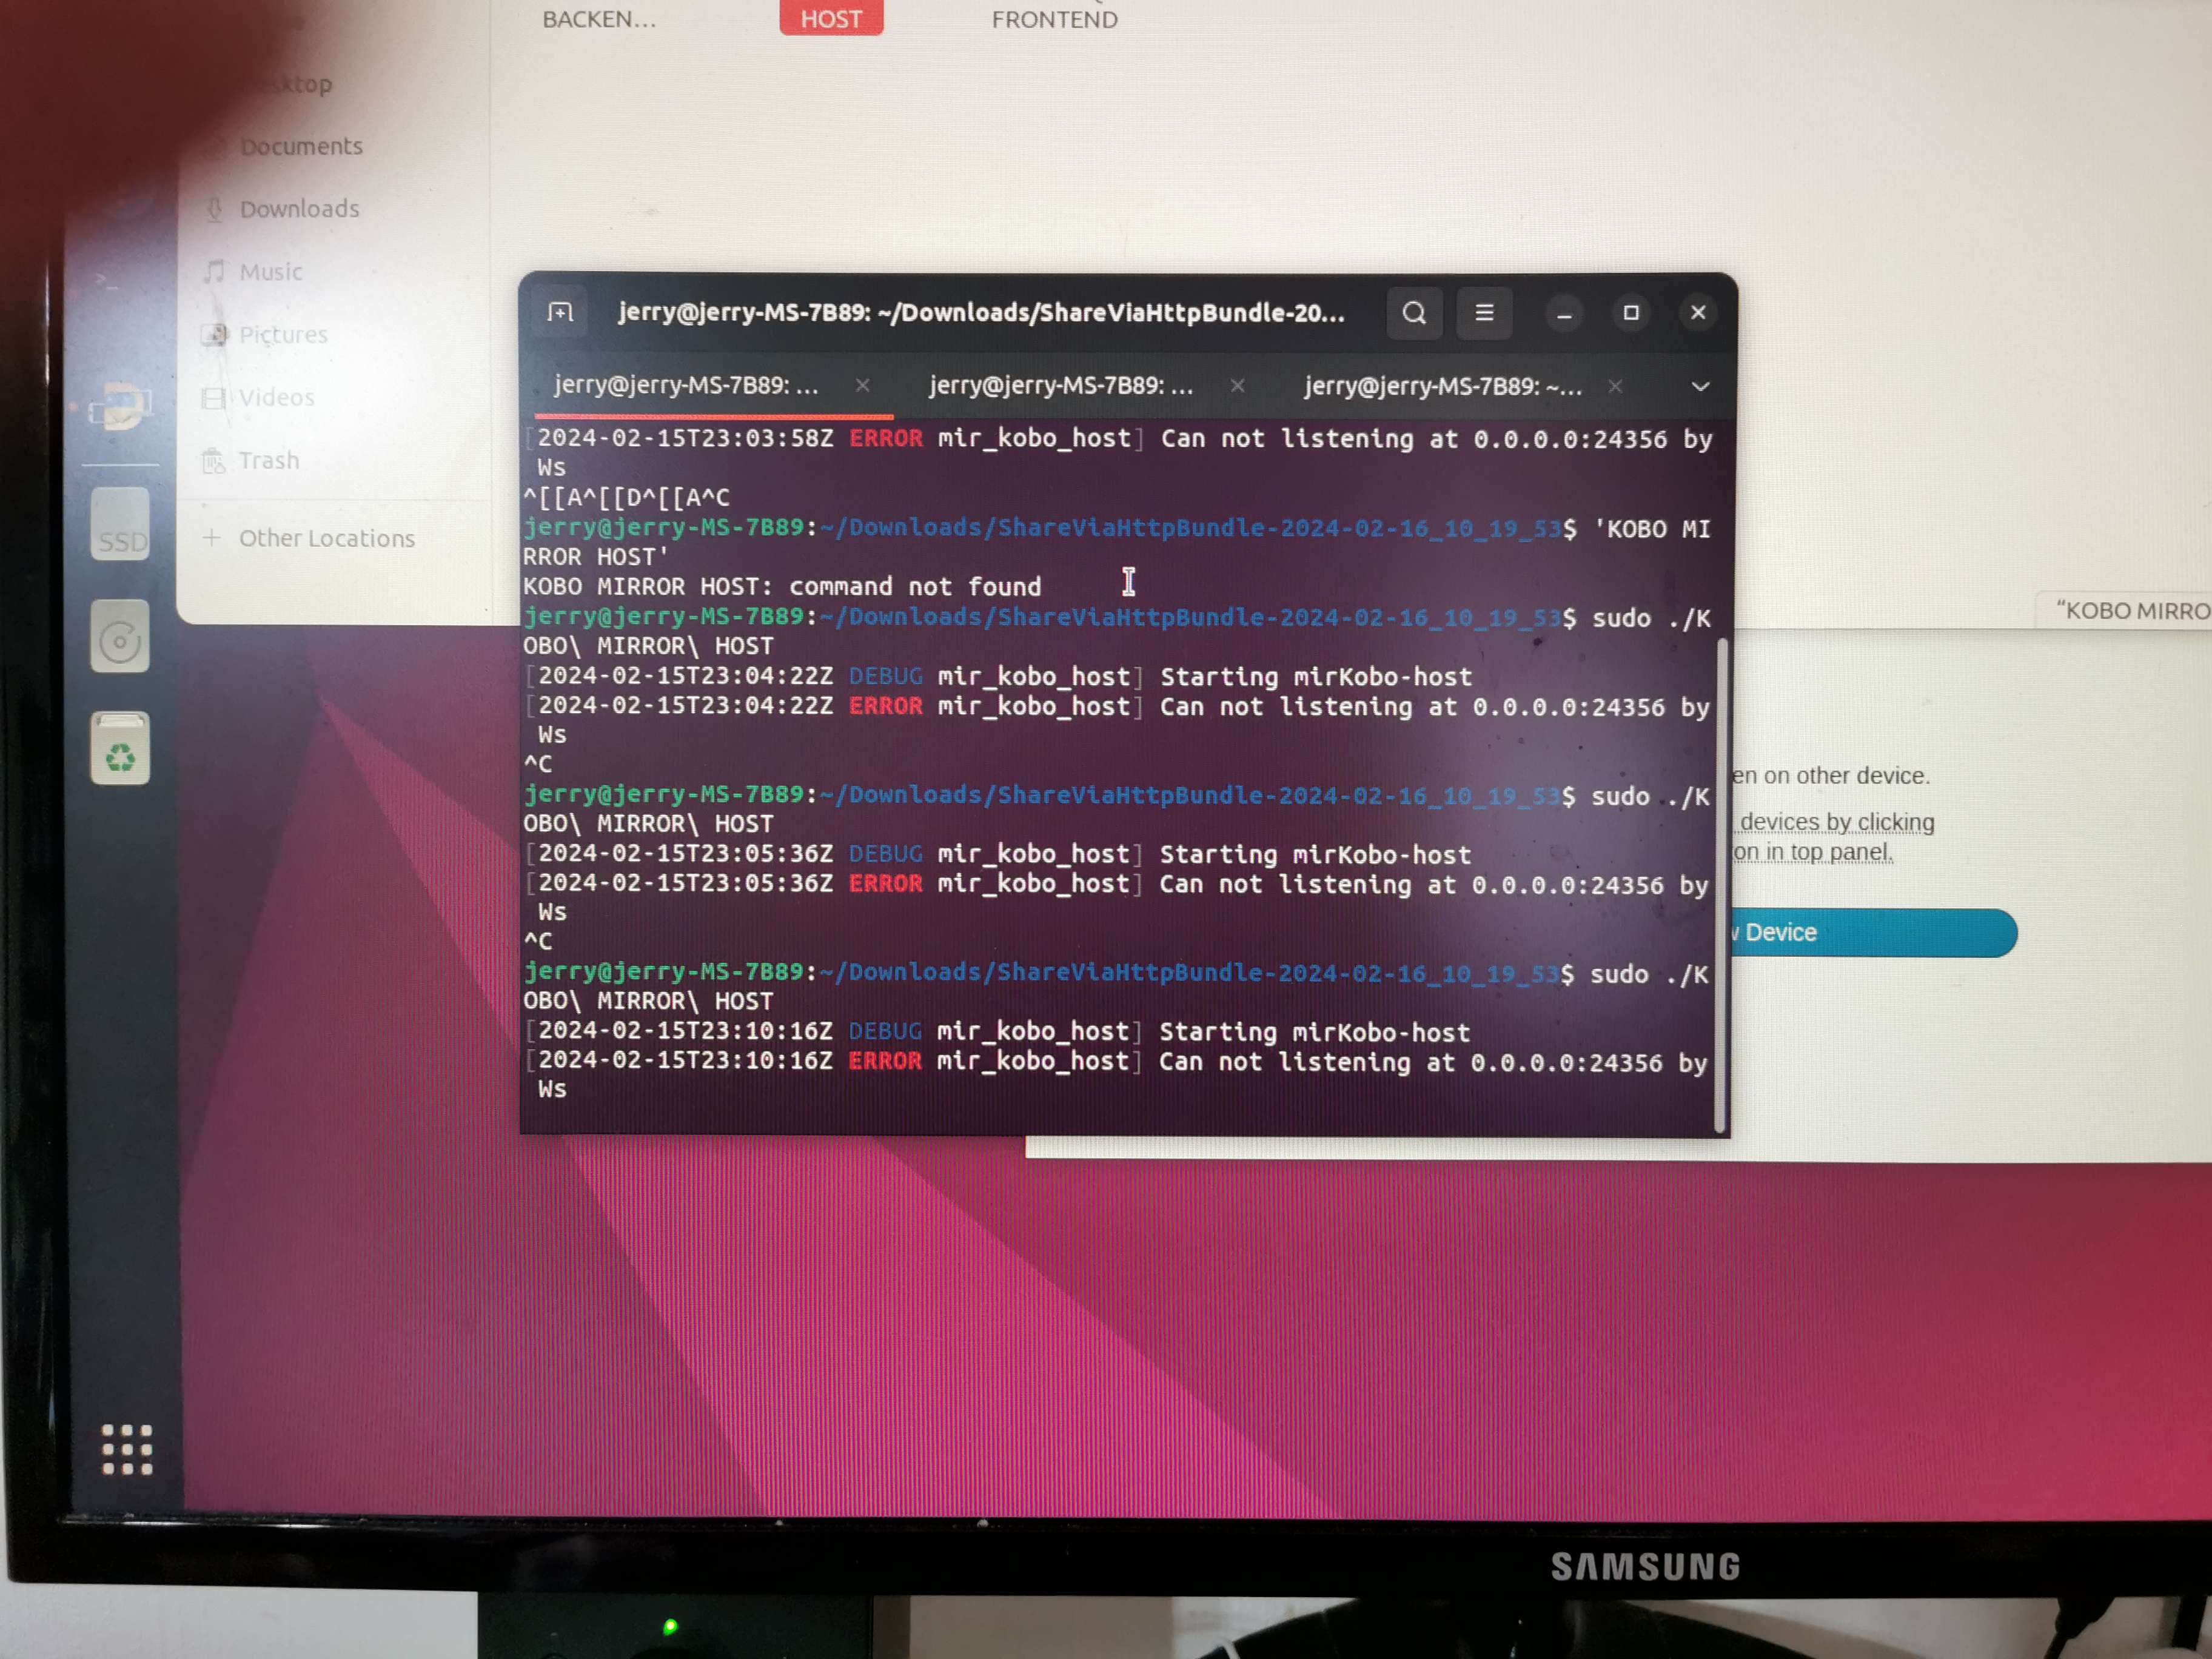 BACKEN...
HOST
FRONTEND
Desktop
Documents
Downloads
Music
Pictures
Videos
Trash
+ Other Locations
SSD
jerry@jerry-MS-7B89: ~/Downloads/ShareViaHttpBundle-20...
jerry@jerry-MS-7B89: ...
jerry@jerry-MS-7B89: ...
jerry@jerry-MS-7B89: ~...
[2024-02-15T23:03:58Z ERROR mir_kobo_host] Can not listening at 0.0.0.0:24356 by
Ws
^[[A^[[D^[[A^C
jerry@jerry-MS-7B89:~/Downloads/ShareViaHttpBundle-2024-02-16_10_19_53$ 'KOBO MI
RROR HOST'
KOBO MIRROR HOST: command not found
jerry@jerry-MS-7B89:~/Downloads/ShareViaHttpBundle-2024-02-16_10_19_53$ sudo ./K
OBO\ MIRROR\ HOST
[2024-02-15T23:04:22Z DEBUG mir_kobo_host] Starting mirKobo-host
[2024-02-15T23:04:22Z ERROR mir_kobo_host] Can not listening at 0.0.0.0:24356 by
Ws
^C
jerry@jerry-MS-7B89:~/Downloads/ShareViaHttpBundle-2024-02-16_10_19_53$ sudo ./K
OBO\ MIRROR\ HOST
[2024-02-15T23:05:36Z DEBUG mir_kobo_host] Starting mirKobo-host
[2024-02-15T23:05:36Z ERROR mir_kobo_host] Can not listening at 0.0.0.0:24356 by
Ws
^C
jerry@jerry-MS-7B89:~/Downloads/ShareViaHttpBundle-2024-02-16_10_19_53$ sudo ./K
OBO\ MIRROR\ HOST
[2024-02-15T23:10:16Z DEBUG mir_kobo_host] Starting mirKobo-host
[2024-02-15T23:10:16Z ERROR mir_kobo_host] Can not listening at 0.0.0.0:24356 by
Ws
“KOBO MIRRO
en on other device.
devices by clicking
on in top panel.
Device
SAMSUNG